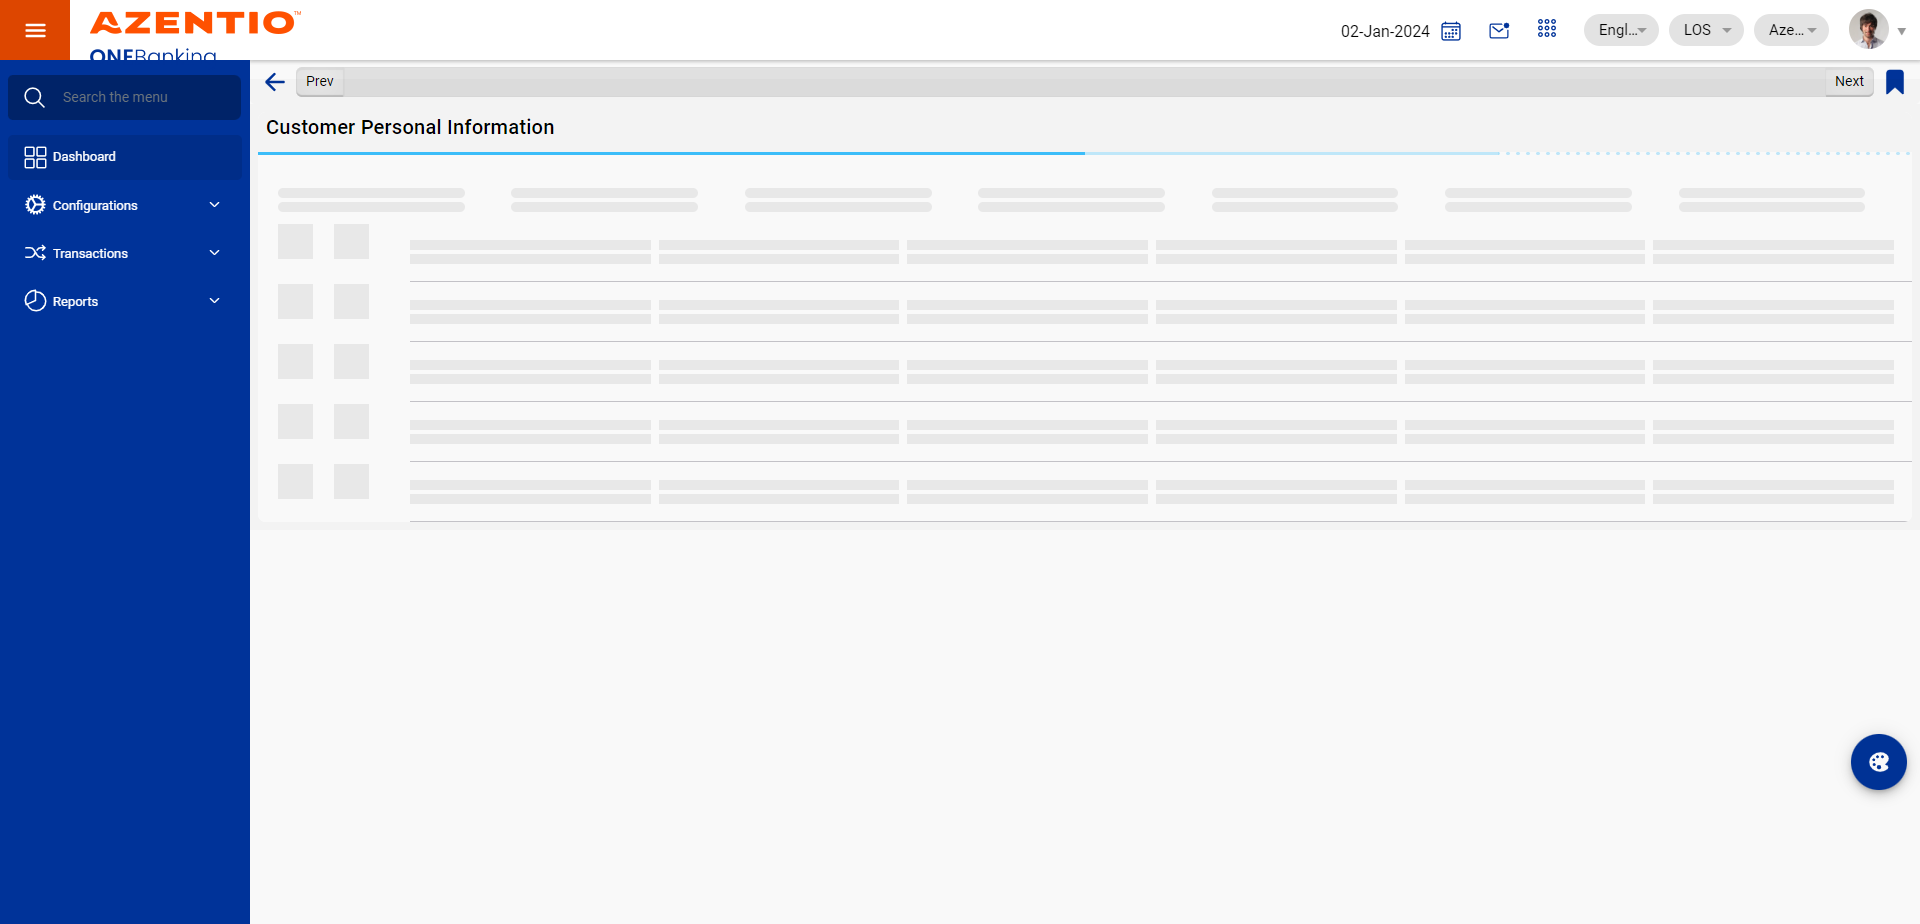 AZENTIO™
ONEBanking
02-Jan-2024
Engl...
LOS
Aze...
Search the menu
Dashboard
Configurations
Transactions
Reports
Prev
Next
Customer Personal Information